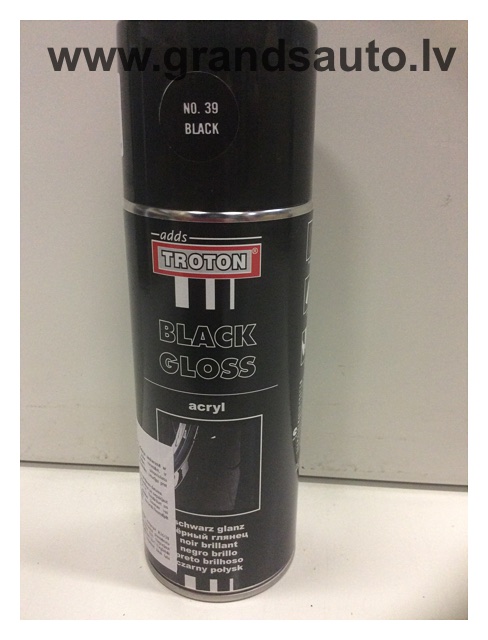 www.grandsauto.lv
NO. 39
BLACK
adds
TROTON®
BLACK
GLOSS
acryl
schwarz glanz
чёрный глянец
noir brillant
negro brillo
preto brilhoso
czarny połysk